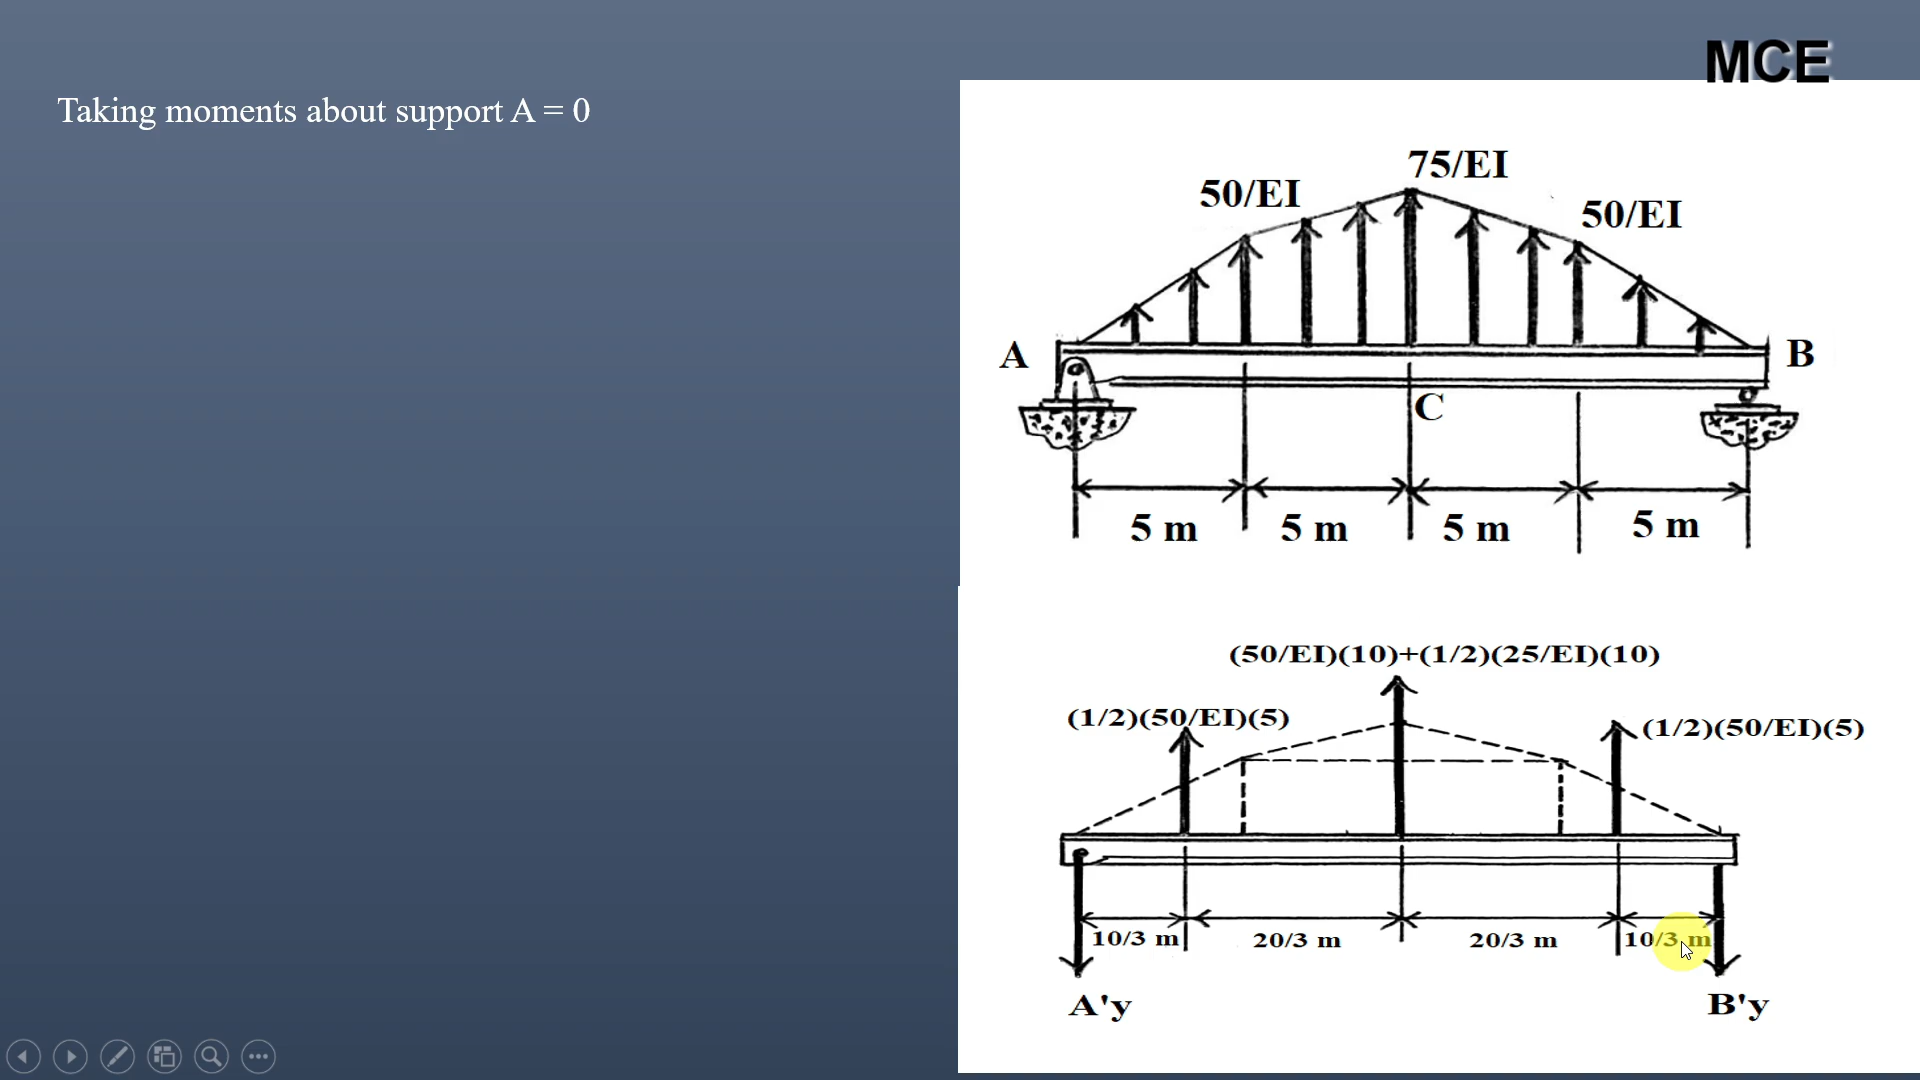 MCE
Taking moments about support A = 0
75/EI
50/EI
50/EI
A
B
C
5 m
5 m
5 m
5 m
(50/EI)(10)+(1/2)(25/EI)(10)
(1/2)(50/EI)(5)
(1/2)(50/EI)(5)
10/3 m
20/3 m
20/3 m
10/3 m
A'y
B'y